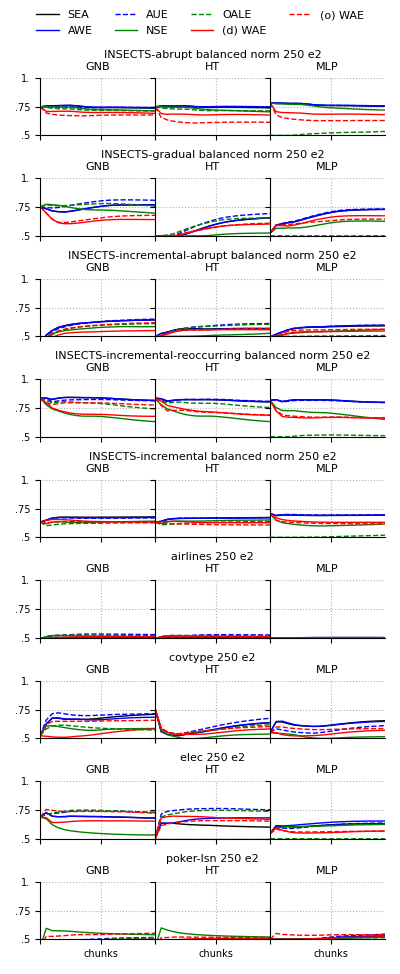 SEA AUE OALE (o) WAE
AWE NSE (d) WAE
INSECTS-abrupt balanced norm 250 e2
GNB HT MLP
1.
.75
.5
INSECTS-gradual balanced norm 250 e2
GNB HT MLP
1.
.75
.5
INSECTS-incremental-abrupt balanced norm 250 e2
GNB HT MLP
1.
.75
.5
INSECTS-incremental-reoccurring balanced norm 250 e2
GNB HT MLP
1.
.75
.5
INSECTS-incremental balanced norm 250 e2
GNB HT MLP
1.
.75
.5
airlines 250 e2
GNB HT MLP
1.
.75
.5
covtype 250 e2
GNB HT MLP
1.
.75
.5
elec 250 e2
GNB HT MLP
1.
.75
.5
poker-lsn 250 e2
GNB HT MLP
1.
.75
.5
chunks chunks chunks